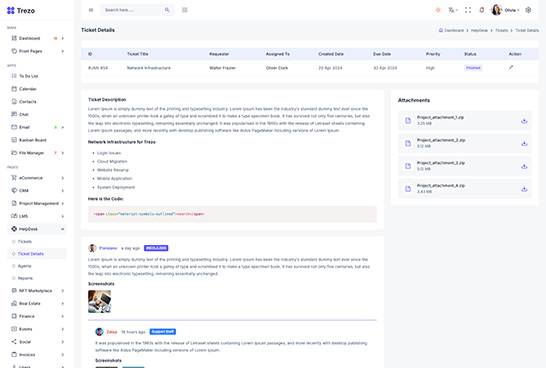 Trezo
Search here.....
Olivia
MAIN
Dashboard
Front Pages
APPS
To Do List
Calendar
Contacts
Chat
Email
Kanban Board
File Manager
PAGES
eCommerce
CRM
Project Management
LMS
HelpDesk
Tickets
Ticket Details
Agents
Reports
NFT Marketplace
Real Estate
Finance
Events
Social
Invoices
Users
Ticket Details
Dashboard > HelpDesk > Tickets > Ticket Details
ID Ticket Title Requester Assigned To Created Date Due Date Priority Status Action
#JAN 854 Network Infrastructure Walter Frazier Oliver Clark 20 Apr 2024 30 Apr 2024 High Finished
Ticket Description
Lorem Ipsum is simply dummy text of the printing and typesetting industry. Lorem Ipsum has been the industry's standard dummy text ever since the
1500s, when an unknown printer took a galley of type and scrambled it to make a type specimen book. It has survived not only five centuries, but also
the leap into electronic typesetting, remaining essentially unchanged. It was popularised in the 1960s with the release of Letraset sheets containing
Lorem Ipsum passages, and more recently with desktop publishing software like Aldus PageMaker including versions of Lorem Ipsum.
Network Infrastructure for Trezo
Login Issues
Cloud Migration
Website Revamp
Mobile Application
System Deployment
Here is the Code:
<span class="material-symbols-outlined">search</span>
a day ago
Lorem Ipsum is simply dummy text of the printing and typesetting industry. Lorem Ipsum has been the industry's standard dummy text ever since the
1500s, when an unknown printer took a galley of type and scrambled it to make a type specimen book. It has survived not only five centuries, but also
the leap into electronic typesetting, remaining essentially unchanged.
Screenshots
Zelsa
Support Staff
It was popularised in the 1960s with the release of Letraset sheets containing Lorem Ipsum passages, and more recently with desktop publishing
software like Aldus PageMaker including versions of Lorem Ipsum.
Screenshots
Attachments
Project_attachment_1.zip
3.25 MB
Project_attachment_2.zip
5.12 MB
Project_attachment_3.zip
5.12 MB
Project_attachment_4.zip
3.43 MB